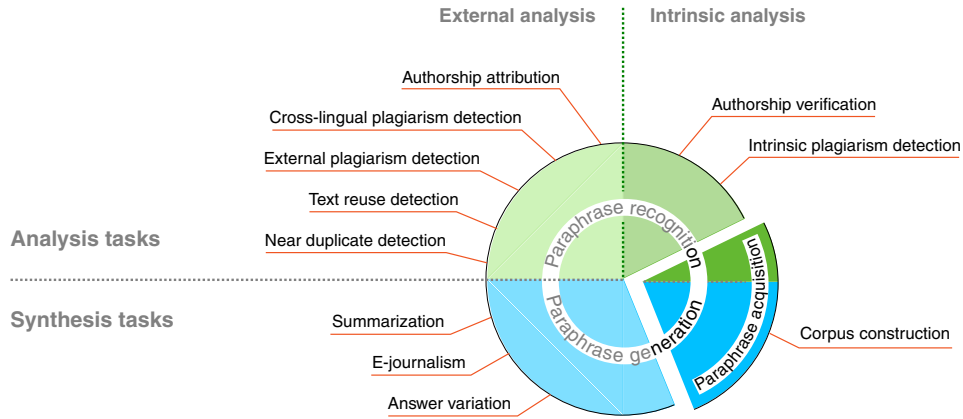 External analysis
Intrinsic analysis
Authorship attribution
Authorship verification
Cross-lingual plagiarism detection
Intrinsic plagiarism detection
External plagiarism detection
Text reuse detection
Paraphrase recognition
Analysis tasks
Near duplicate detection
Paraphrase acquisition
Synthesis tasks
Summarization
Paraphrase generation
Corpus construction
E-journalism
Answer variation